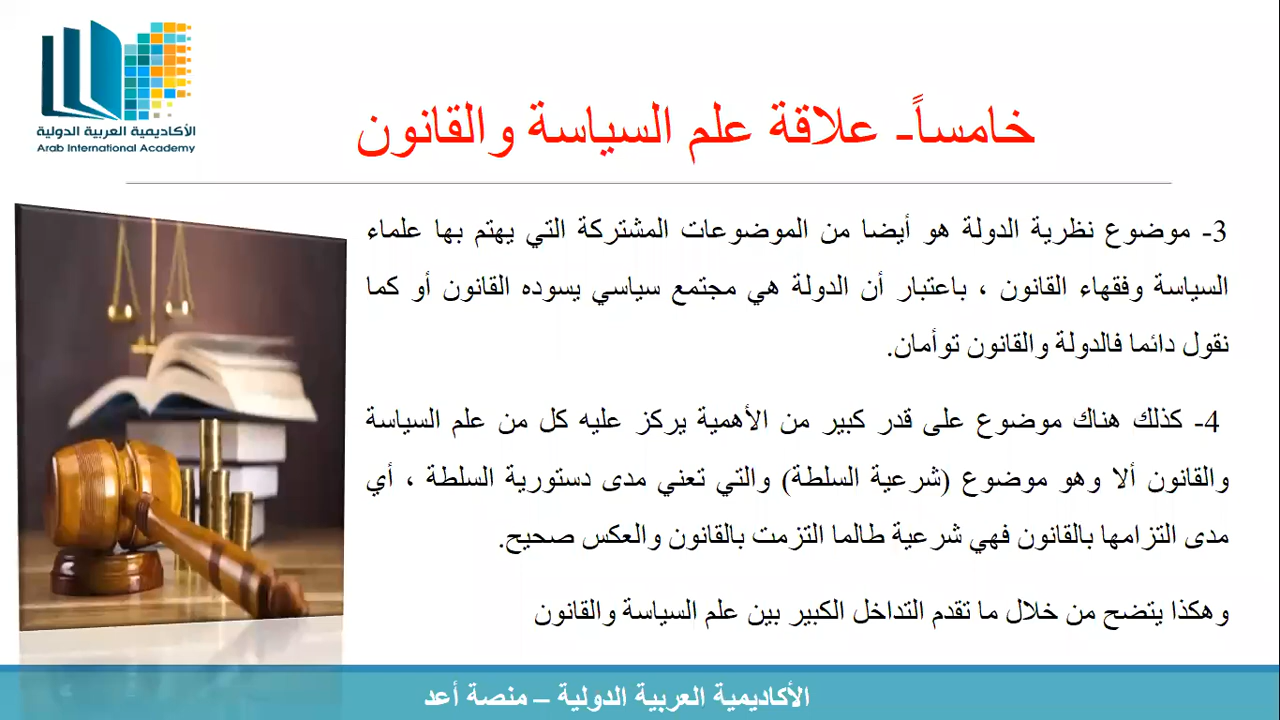 الأكاديمية العربية الدولية
Arab International Academy
خامساً- علاقة علم السياسة والقانون
3- موضوع نظرية الدولة هو أيضا من الموضوعات المشتركة التي يهتم بها علماء
السياسة وفقهاء القانون ، باعتبار أن الدولة هي مجتمع سياسي يسوده القانون أو كما
نقول دائما فالدولة والقانون توأمان.
4- كذلك هناك موضوع على قدر كبير من الأهمية يركز عليه كل من علم السياسة
والقانون ألا وهو موضوع (شرعية السلطة) والتي تعني مدى دستورية السلطة ، أي
مدى التزامها بالقانون فهي شرعية طالما التزمت بالقانون والعكس صحيح.
وهكذا يتضح من خلال ما تقدم التداخل الكبير بين علم السياسة والقانون
الأكاديمية العربية الدولية – منصة أعد